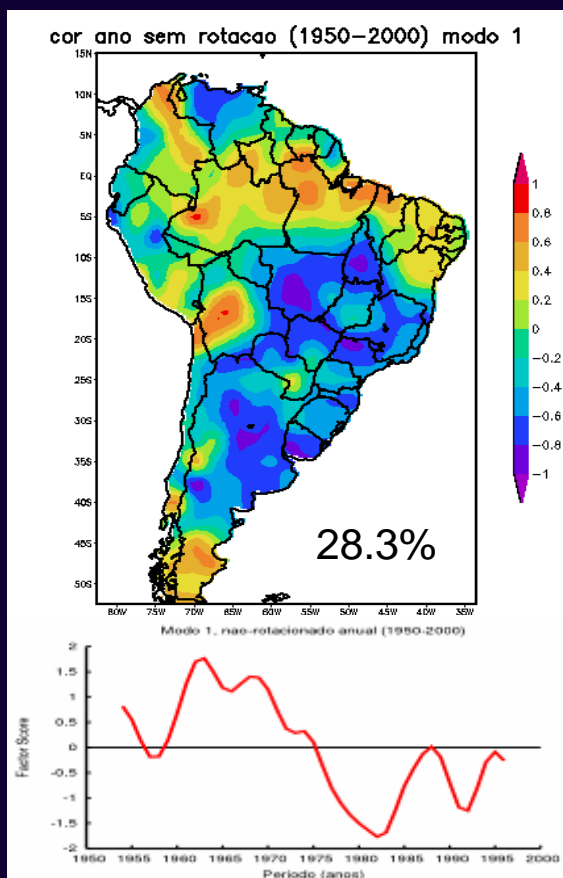 cor ano sem rotacao (1950-2000) modo 1
15N
10N
5N
EQ
5S
10S
15S
20S
25S
30S
35S
40S
45S
50S
80W 75W 70W 65W 60W 55W 50W 45W 40W 35W
28.3%
1
0.8
0.6
0.4
0.2
0
-0.2
-0.4
-0.6
-0.8
-1
Modo 1, nao-rotacionado anual (1950-2000)
Factor Score
2
1.5
1
0.5
0
-0.5
-1
-1.5
-2
1950 1955 1960 1965 1970 1975 1980 1985 1990 1995 2000
Periodo (anos)